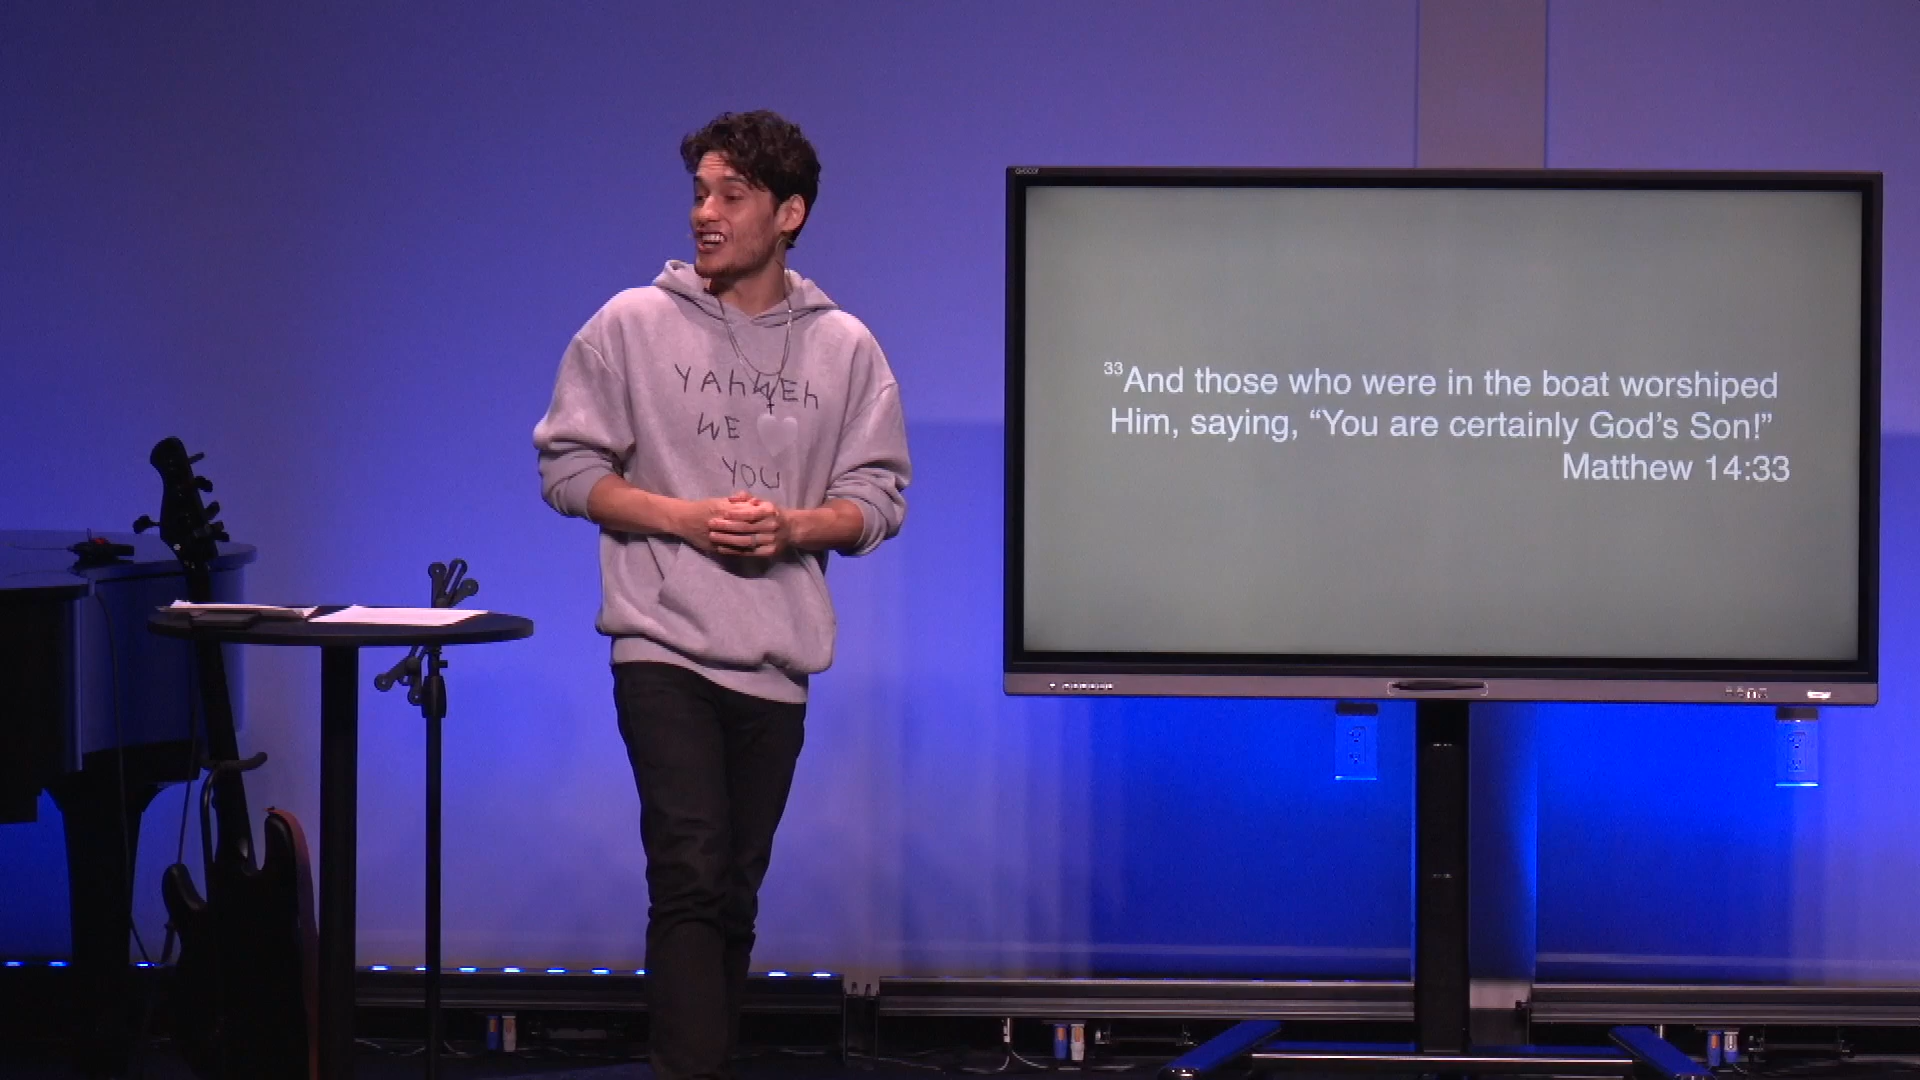 YAhWEh
WE
YOU
avocor
³³And those who were in the boat worshiped
Him, saying, “You are certainly God’s Son!”
Matthew 14:33